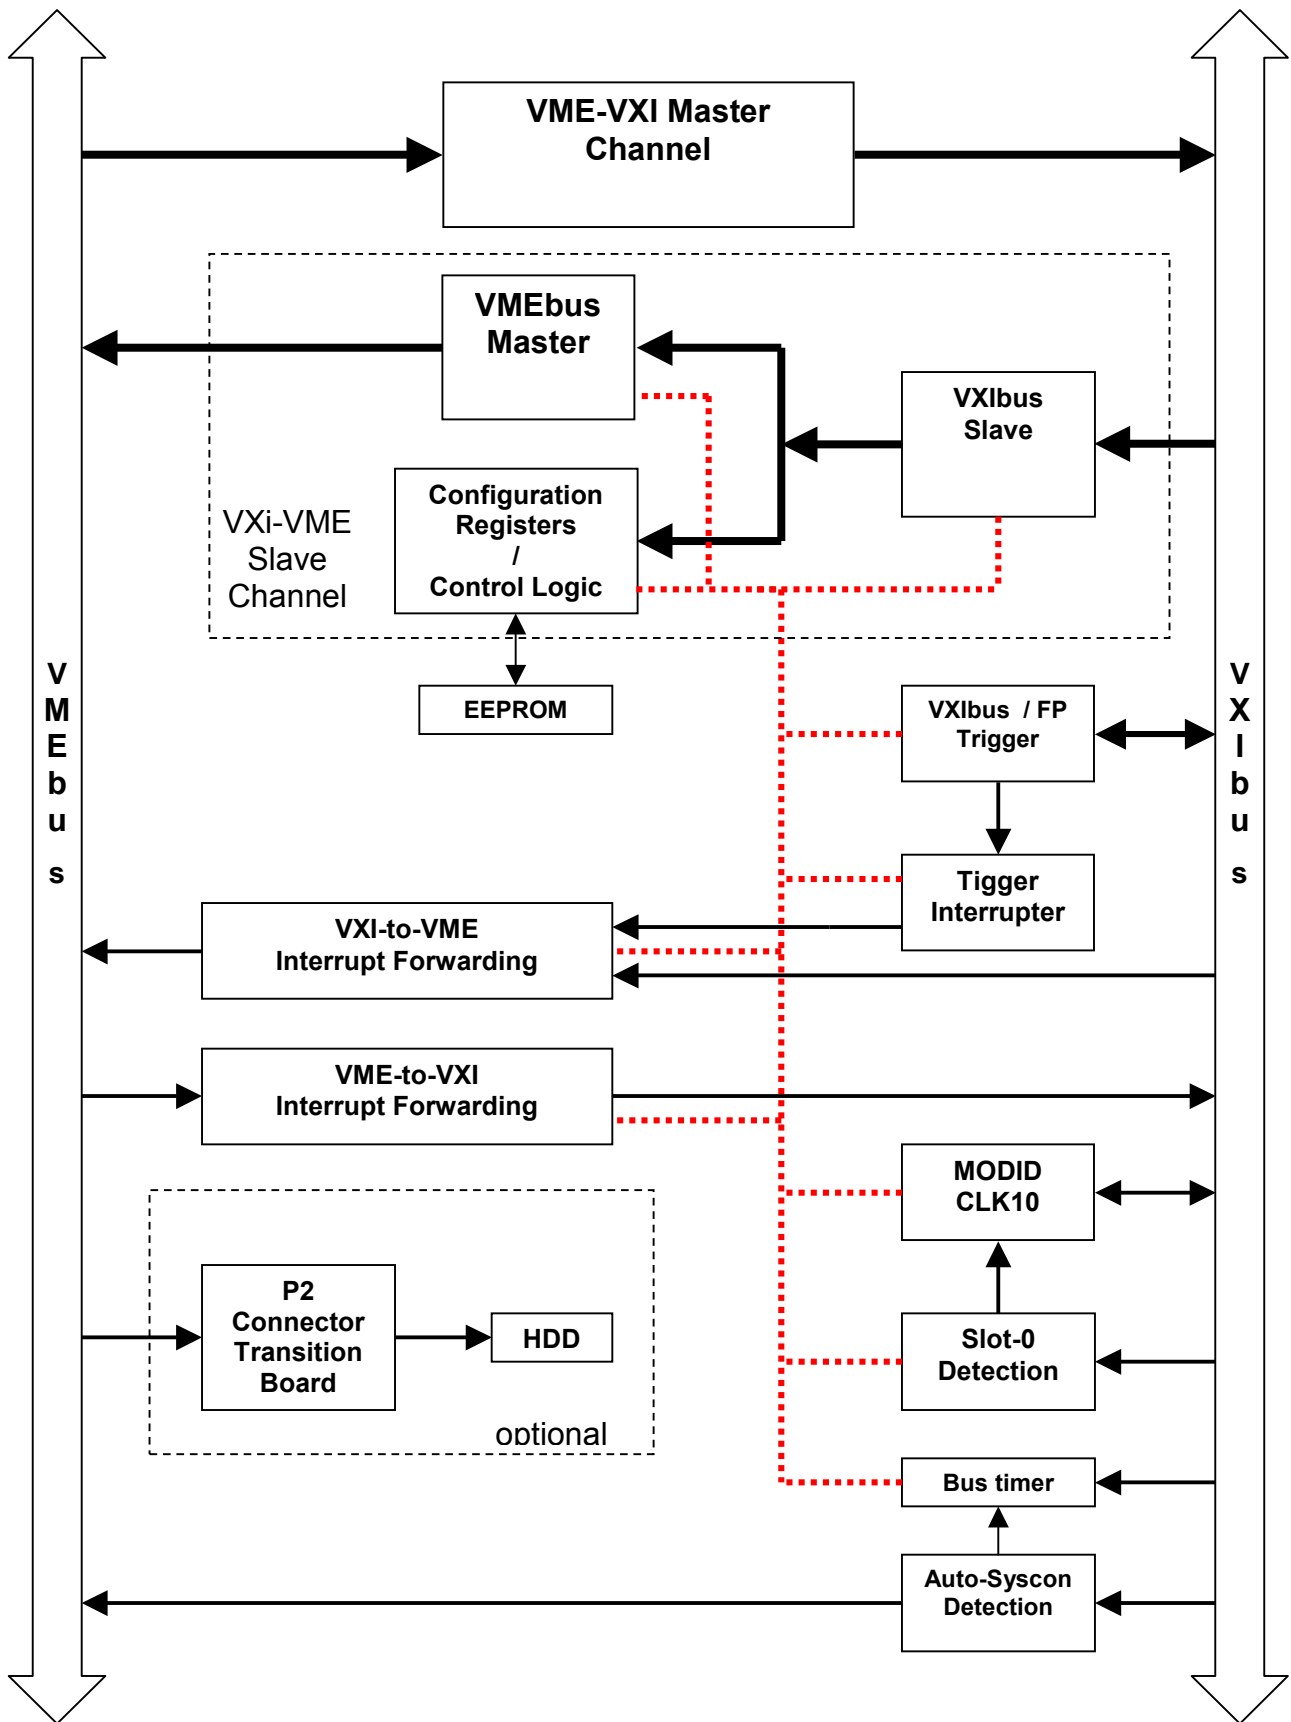 VME-VXI Master
Channel
VMEbus
Master
VXIbus
Slave
Configuration
Registers
/
Control Logic
VXi-VME
Slave
Channel
EEPROM
VMEbus
VXIbus
VXIbus / FP
Trigger
Tigger
Interrupter
VXI-to-VME
Interrupt Forwarding
VME-to-VXI
Interrupt Forwarding
MODID
CLK10
P2
Connector
Transition
Board
HDD
optional
Slot-0
Detection
Bus timer
Auto-Syscon
Detection